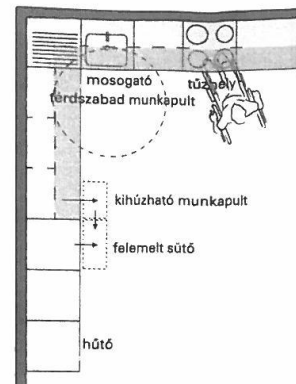 mosogató tűzhely
térdszabad munkapult
kihúzható munkapult
felemelt sütő
hűtő